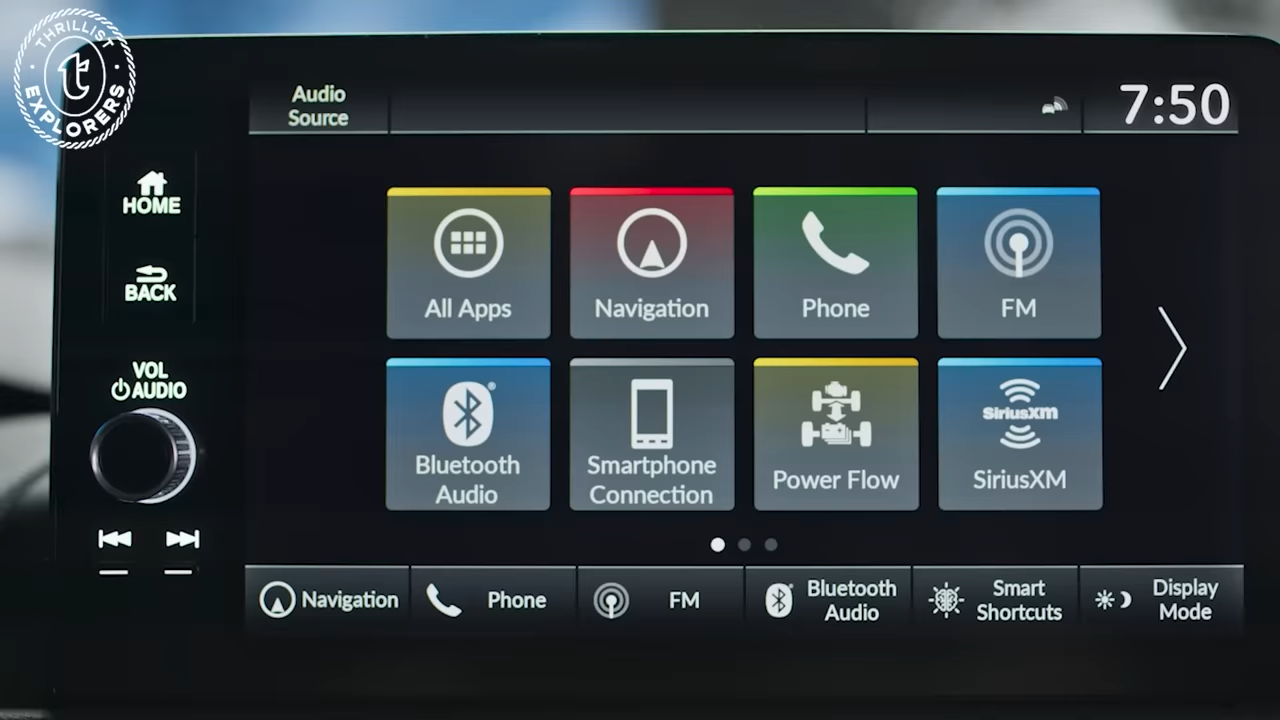 THRILLIST
t
EXPLORERS
Audio
Source
7:50
HOME
BACK
VOL
AUDIO
All Apps
Navigation
Phone
FM
Bluetooth
Audio
Smartphone
Connection
Power Flow
SiriusXM
SiriusXM
Navigation
Phone
FM
Bluetooth
Audio
Smart
Shortcuts
Display
Mode